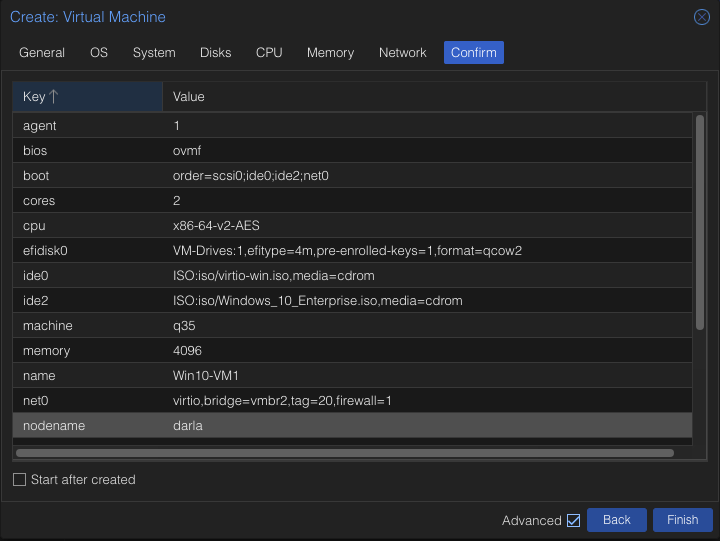 Create: Virtual Machine
General OS System Disks CPU Memory Network Confirm
Key Value
agent 1
bios ovmf
boot order=scsi0;ide0;ide2;net0
cores 2
cpu x86-64-v2-AES
efidisk0 VM-Drives:1,efitype=4m,pre-enrolled-keys=1,format=qcow2
ide0 ISO:iso/virtio-win.iso,media=cdrom
ide2 ISO:iso/Windows_10_Enterprise.iso,media=cdrom
machine q35
memory 4096
name Win10-VM1
net0 virtio,bridge=vmbr2,tag=20,firewall=1
nodename darla
Start after created
Advanced Back Finish